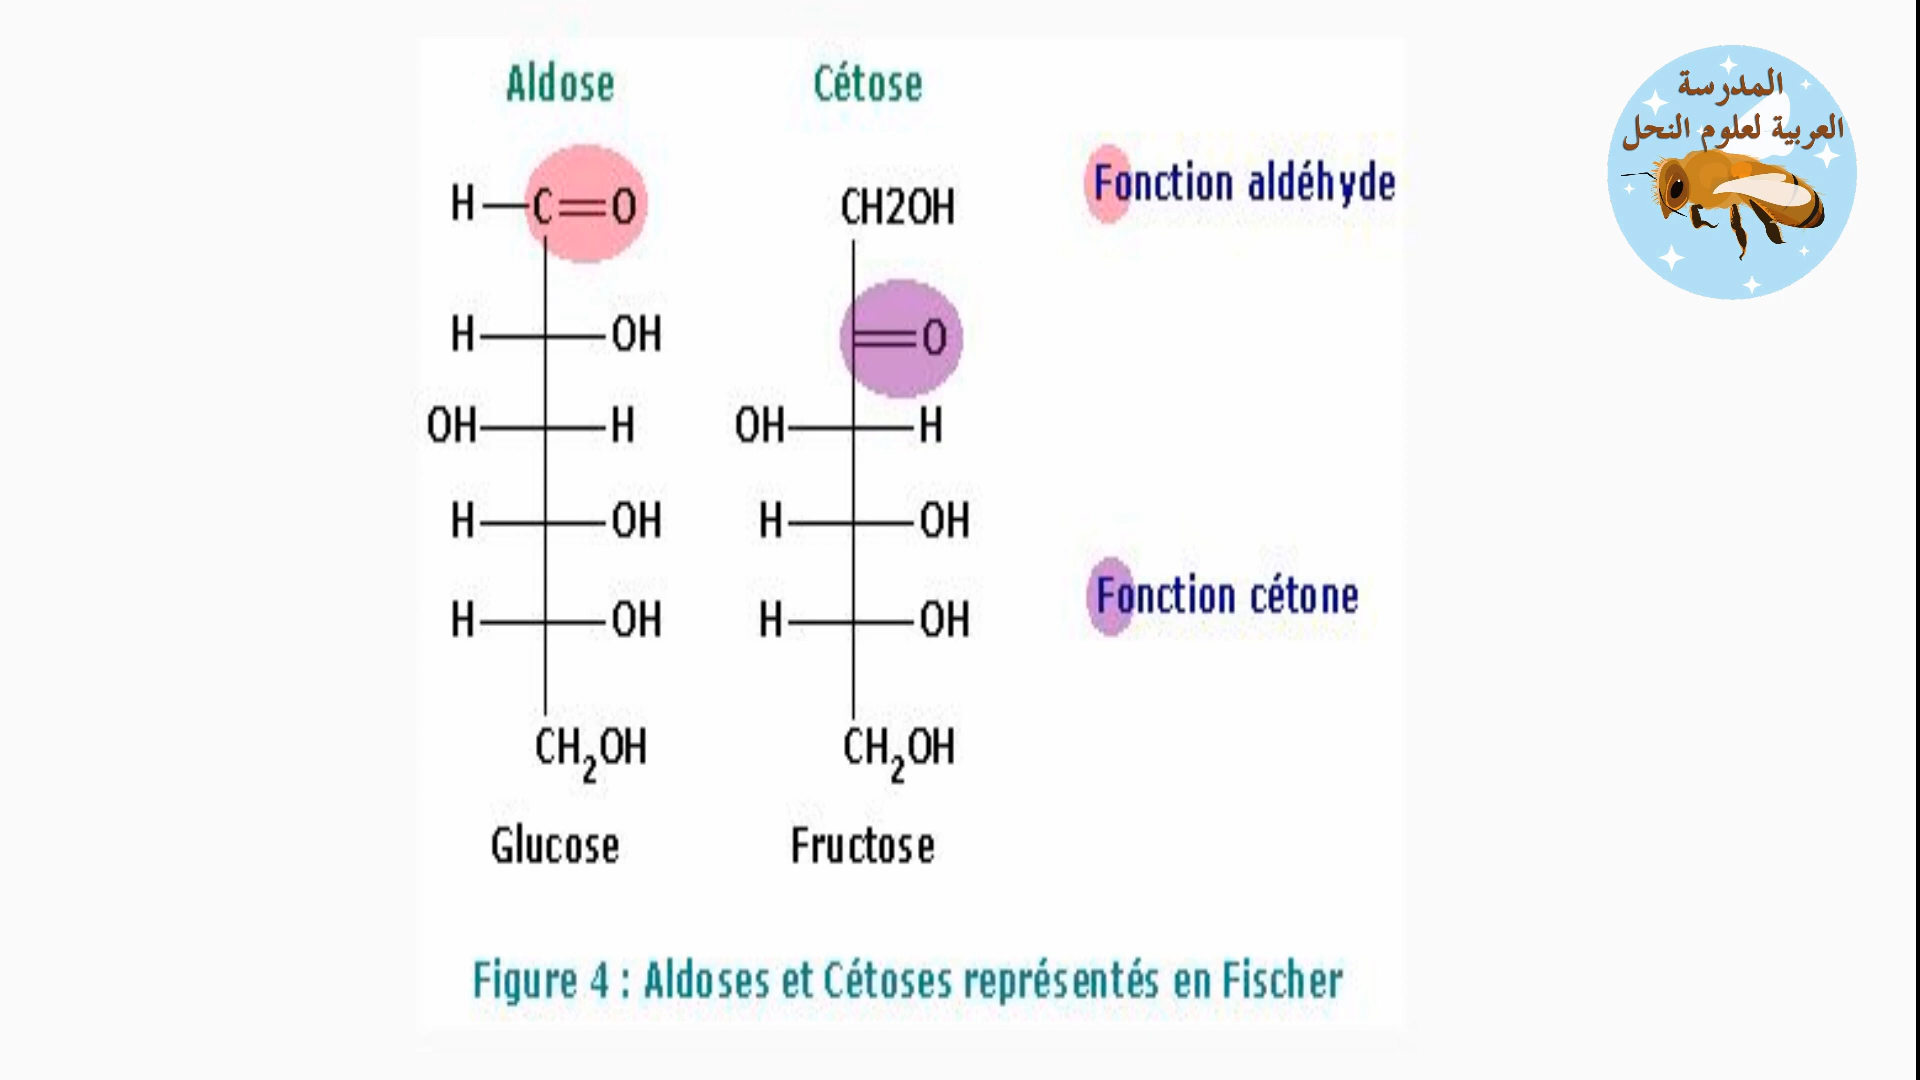 Aldose Cétose
H C=O CH2OH
Fonction aldéhyde
H OH =O
OH H OH H
H OH H OH
H OH H OH
Fonction cétone
CH₂OH CH₂OH
Glucose Fructose
Figure 4 : Aldoses et Cétoses représentés en Fischer
المدرسة
العربية لعلوم النحل